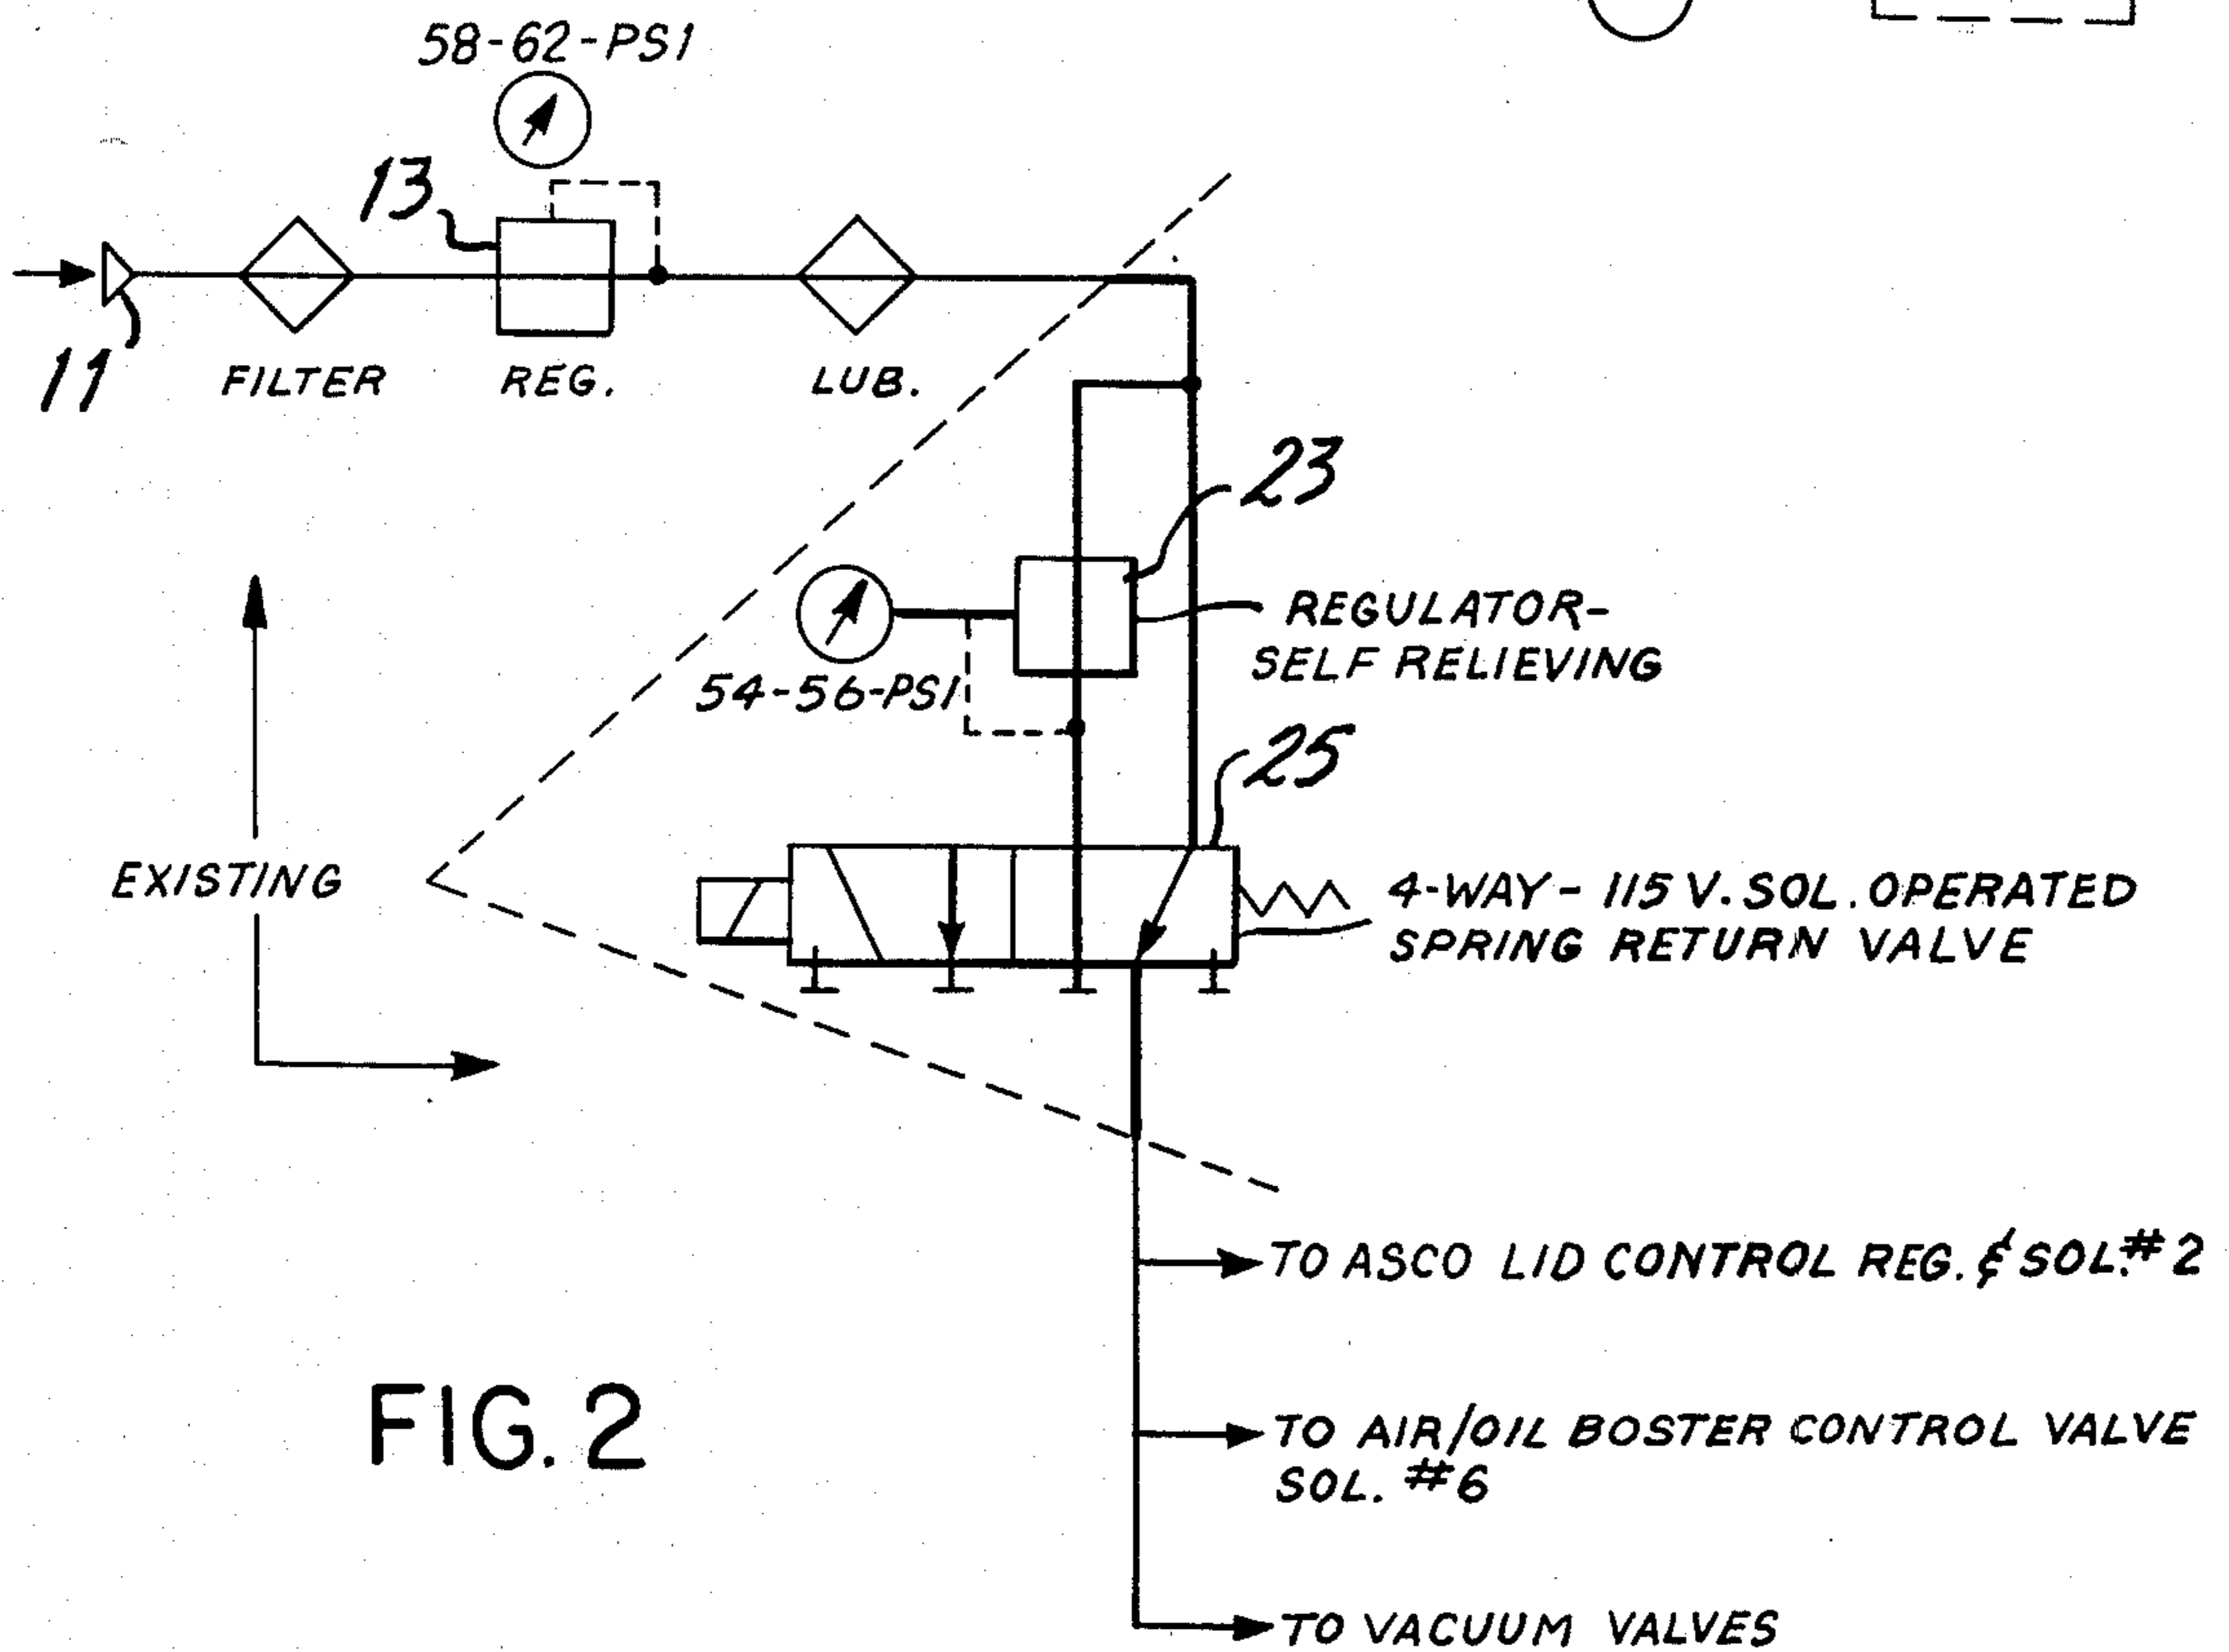 58-62-PSI
13
11
FILTER
REG.
LUB.
23
REGULATOR-
SELF RELIEVING
54-56-PSI
25
EXISTING
4-WAY- 115 V. SOL. OPERATED
SPRING RETURN VALVE
TO ASCO LID CONTROL REG. & SOL.#2
FIG. 2
TO AIR/OIL BOSTER CONTROL VALVE
SOL. #6
TO VACUUM VALVES